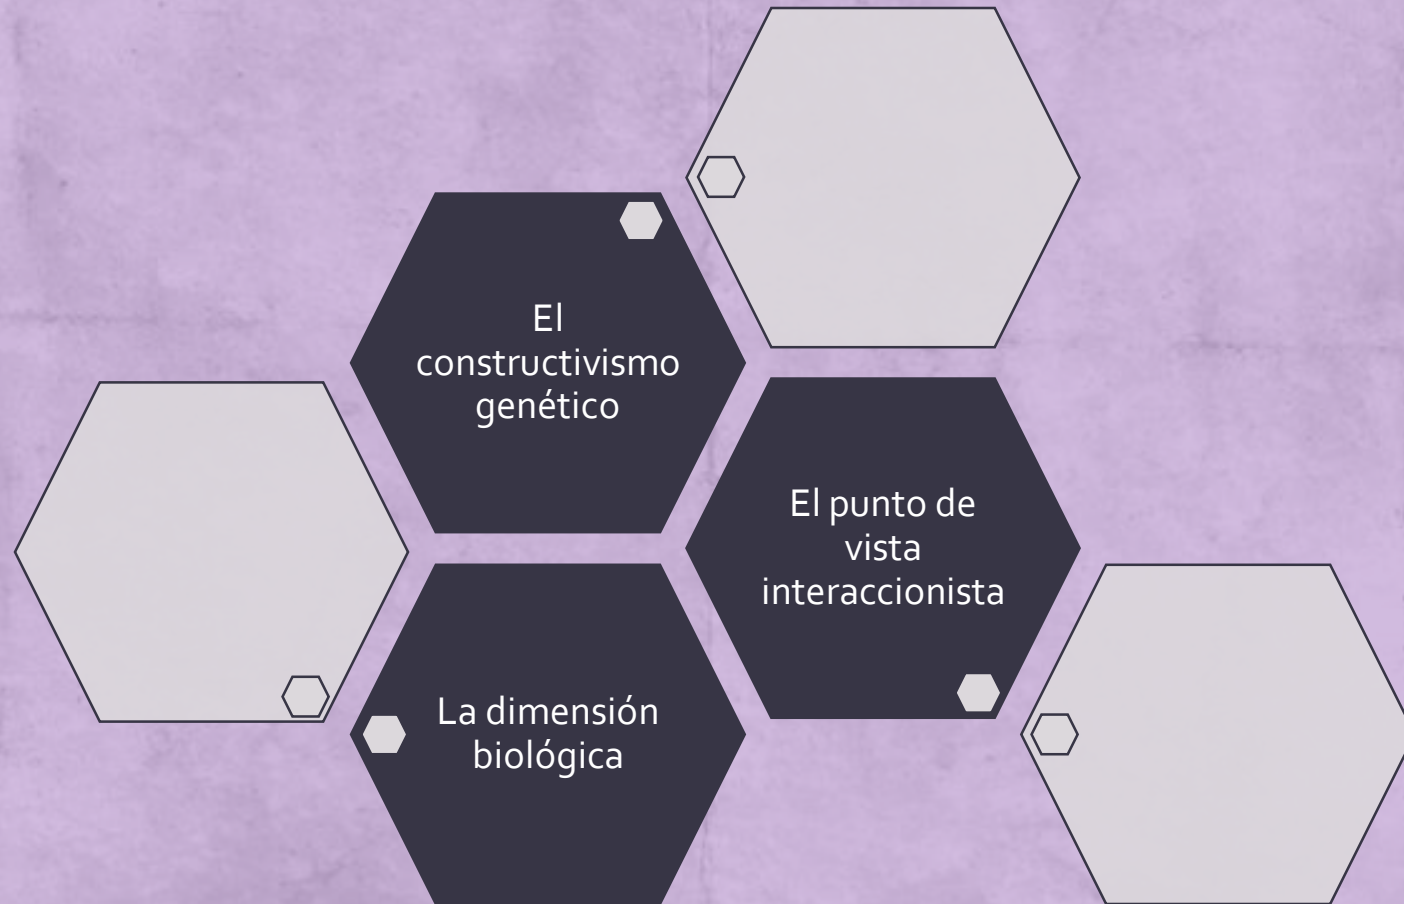 El
constructivismo
genético
El punto de
vista
interaccionista
La dimensión
biológica